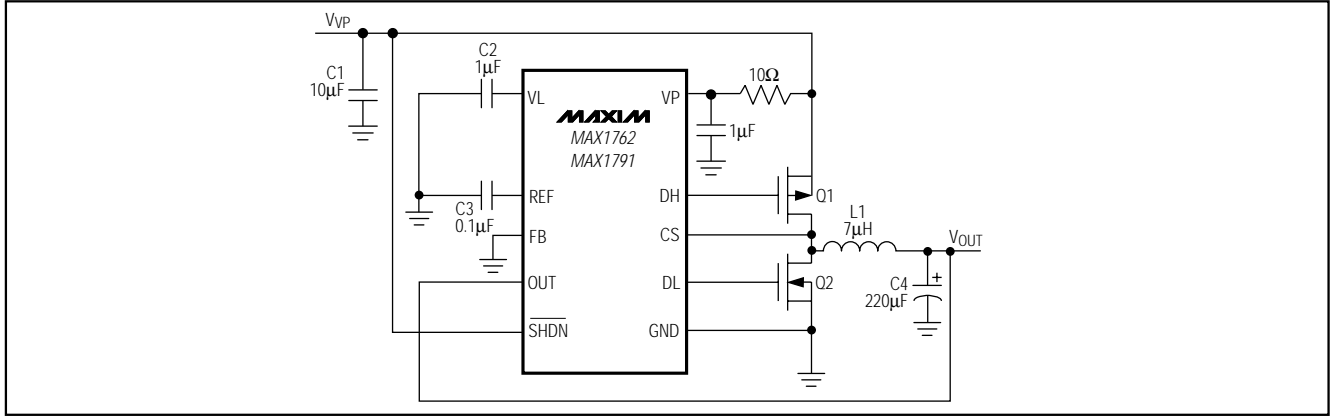 VVP
C1
10μF
C2
1μF
VL
VP
10Ω
1μF
MAXIM
MAX1762
MAX1791
REF
C3
0.1μF
FB
OUT
SHDN
DH
CS
DL
GND
Q1
Q2
L1
7μH
VOUT
C4
220μF
+